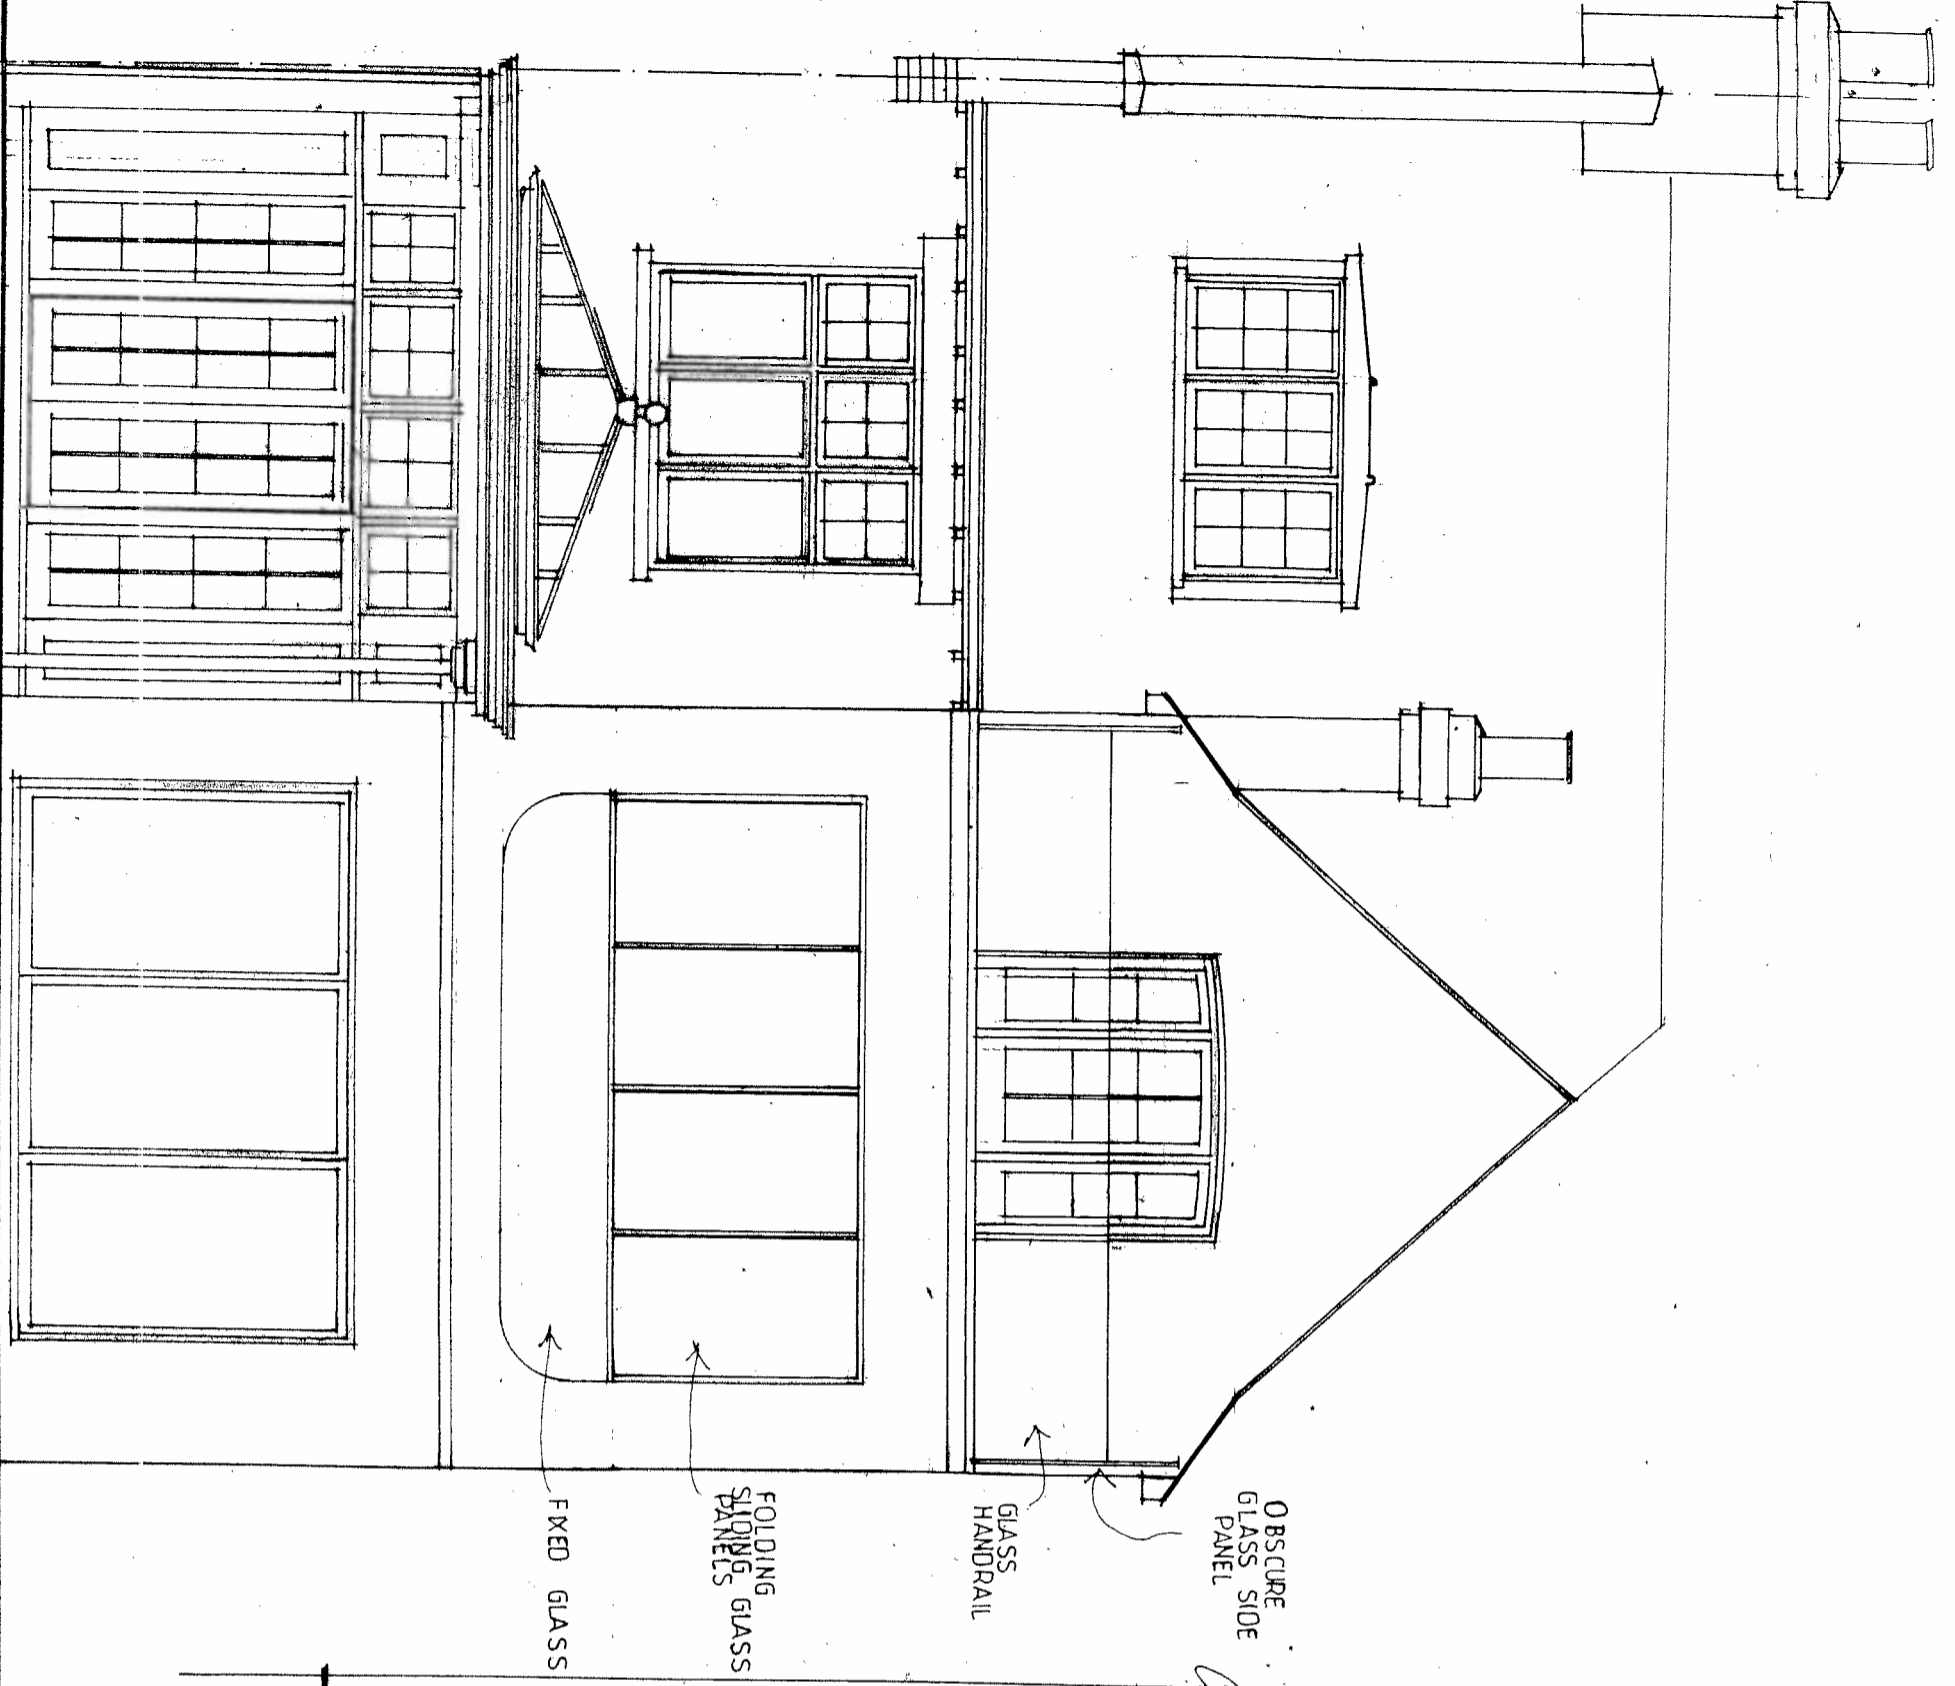 OBSCURE
GLASS SIDE
PANEL
GLASS
HANDRAIL
FOLDING
SLIDING GLASS
PANELS
FIXED GLASS